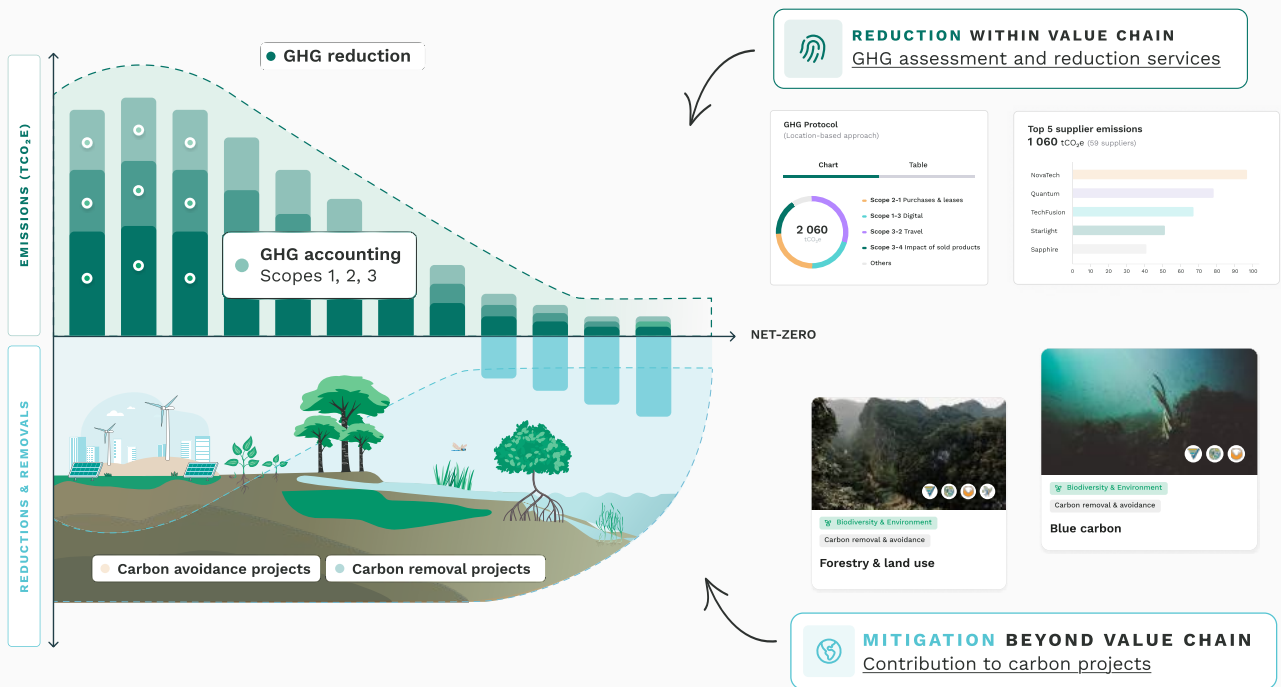 EMISSIONS (TCO₂E)
REDUCTIONS & REMOVALS
GHG reduction
GHG accounting
Scopes 1, 2, 3
NET-ZERO
Carbon avoidance projects
Carbon removal projects
REDUCTION WITHIN VALUE CHAIN
GHG assessment and reduction services
GHG Protocol
(Location-based approach)
Chart
Table
2 060
tCO₂e
Scope 2-1 Purchases & leases
Scope 1-3 Digital
Scope 3-2 Travel
Scope 3-4 Impact of sold products
Others
Top 5 supplier emissions
1 060 tCO₂e (59 suppliers)
NovaTech
Quantum
TechFusion
Starlight
Sapphire
0 10 20 30 40 50 60 70 80 90 100
Biodiversity & Environment
Carbon removal & avoidance
Forestry & land use
Biodiversity & Environment
Carbon removal & avoidance
Blue carbon
MITIGATION BEYOND VALUE CHAIN
Contribution to carbon projects